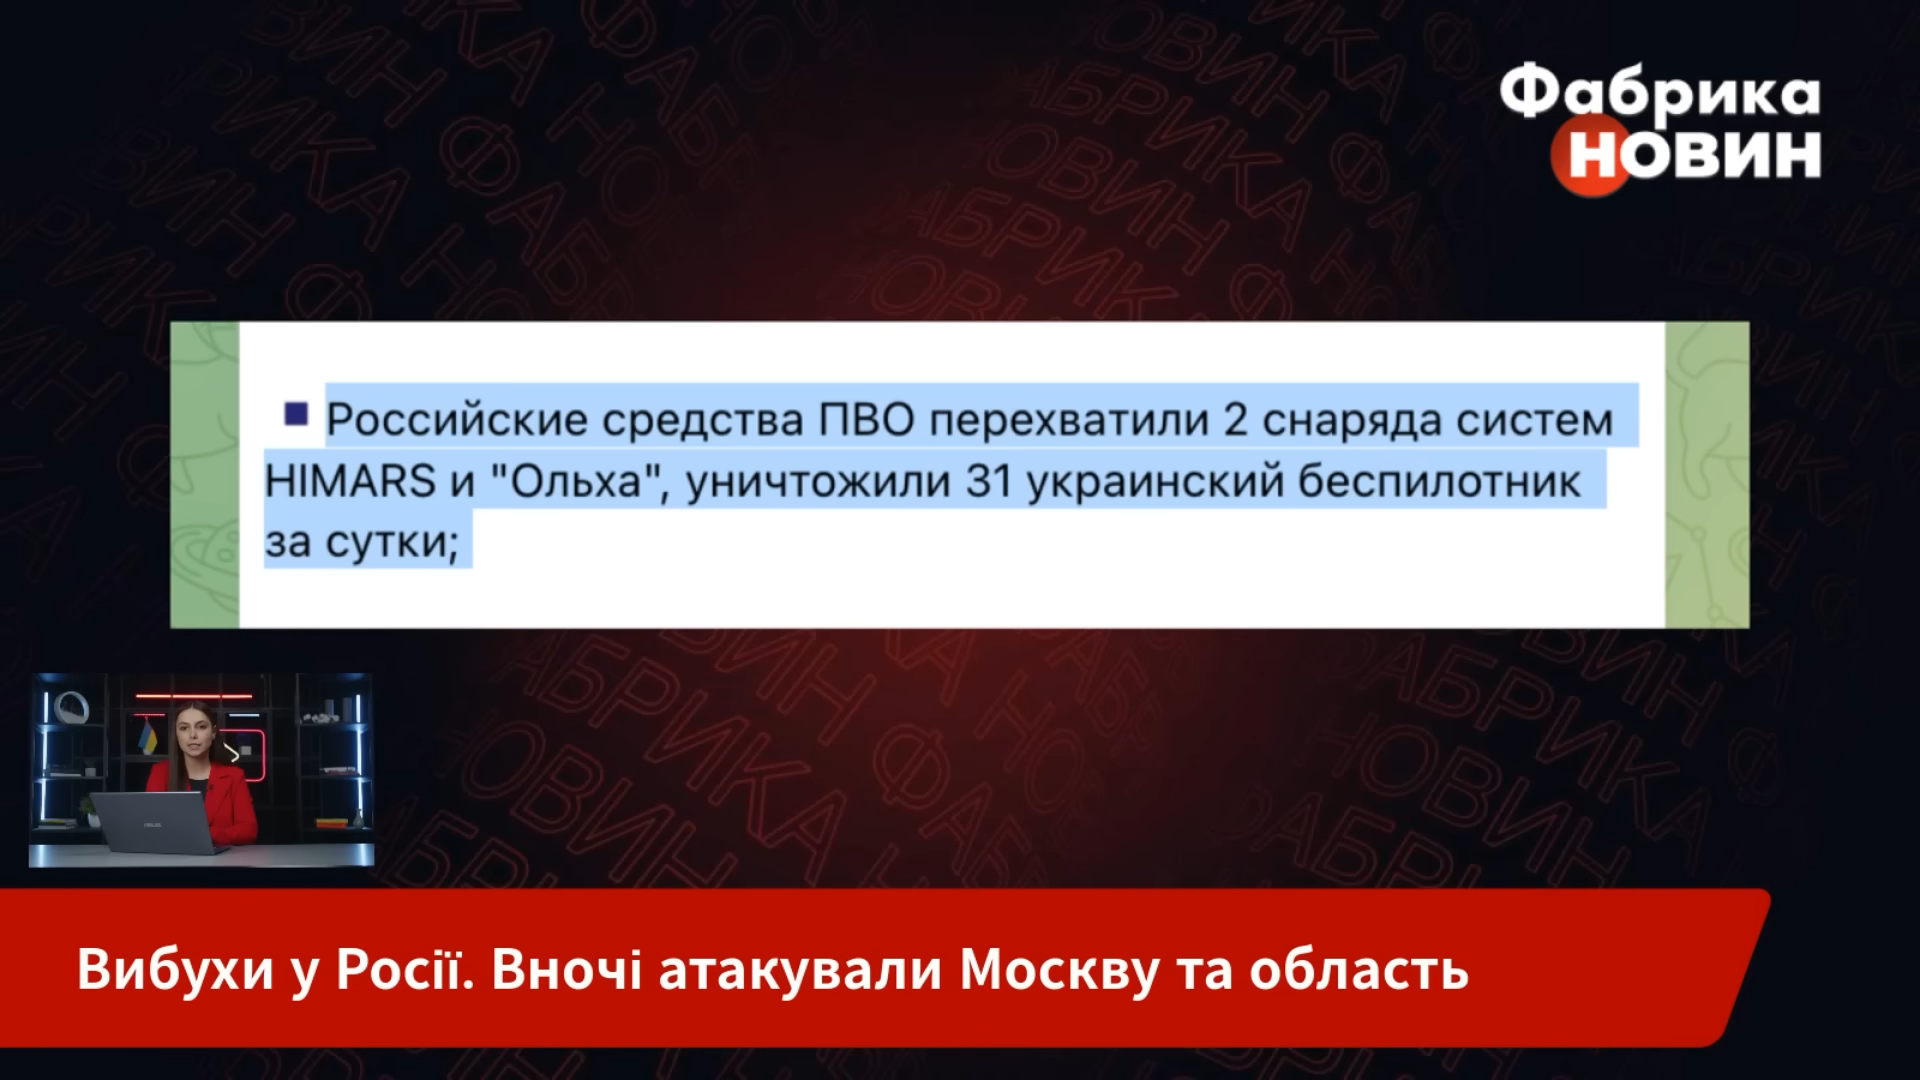 Фабрика
новин
Российские средства ПВО перехватили 2 снаряда систем
HIMARS и "Ольха", уничтожили 31 украинский беспилотник
за сутки;
Вибухи у Росії. Вночі атакували Москву та область